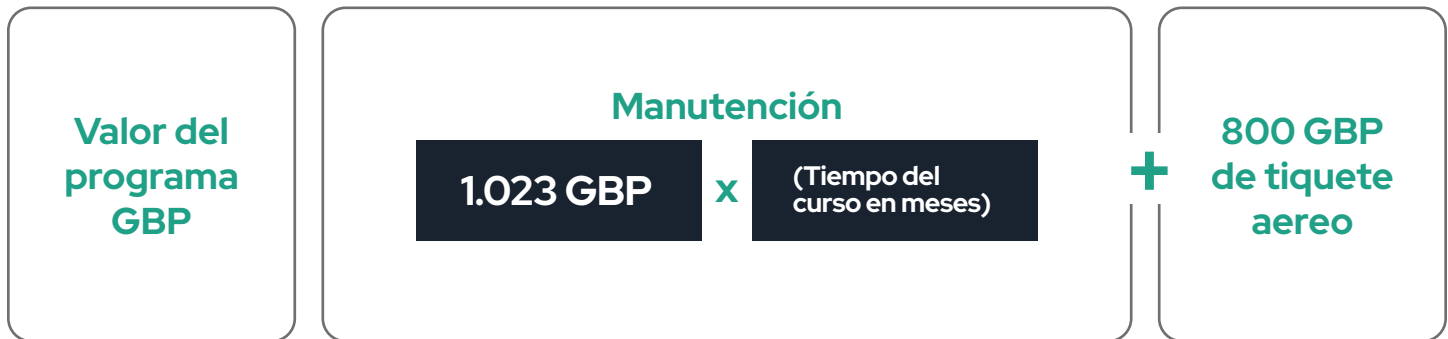 Valor del
programa
GBP
Manutención
1.023 GBP
x
(Tiempo del
curso en meses)
+
800 GBP
de tiquete
aereo